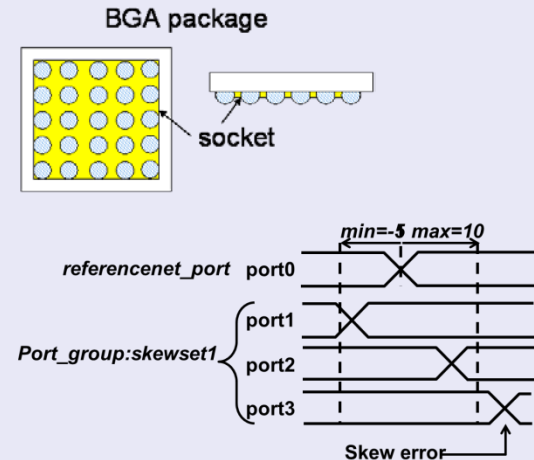 BGA package
socket
min=-5 max=10
referencenet_port port0
port1
Port_group:skewset1
port2
port3
Skew error